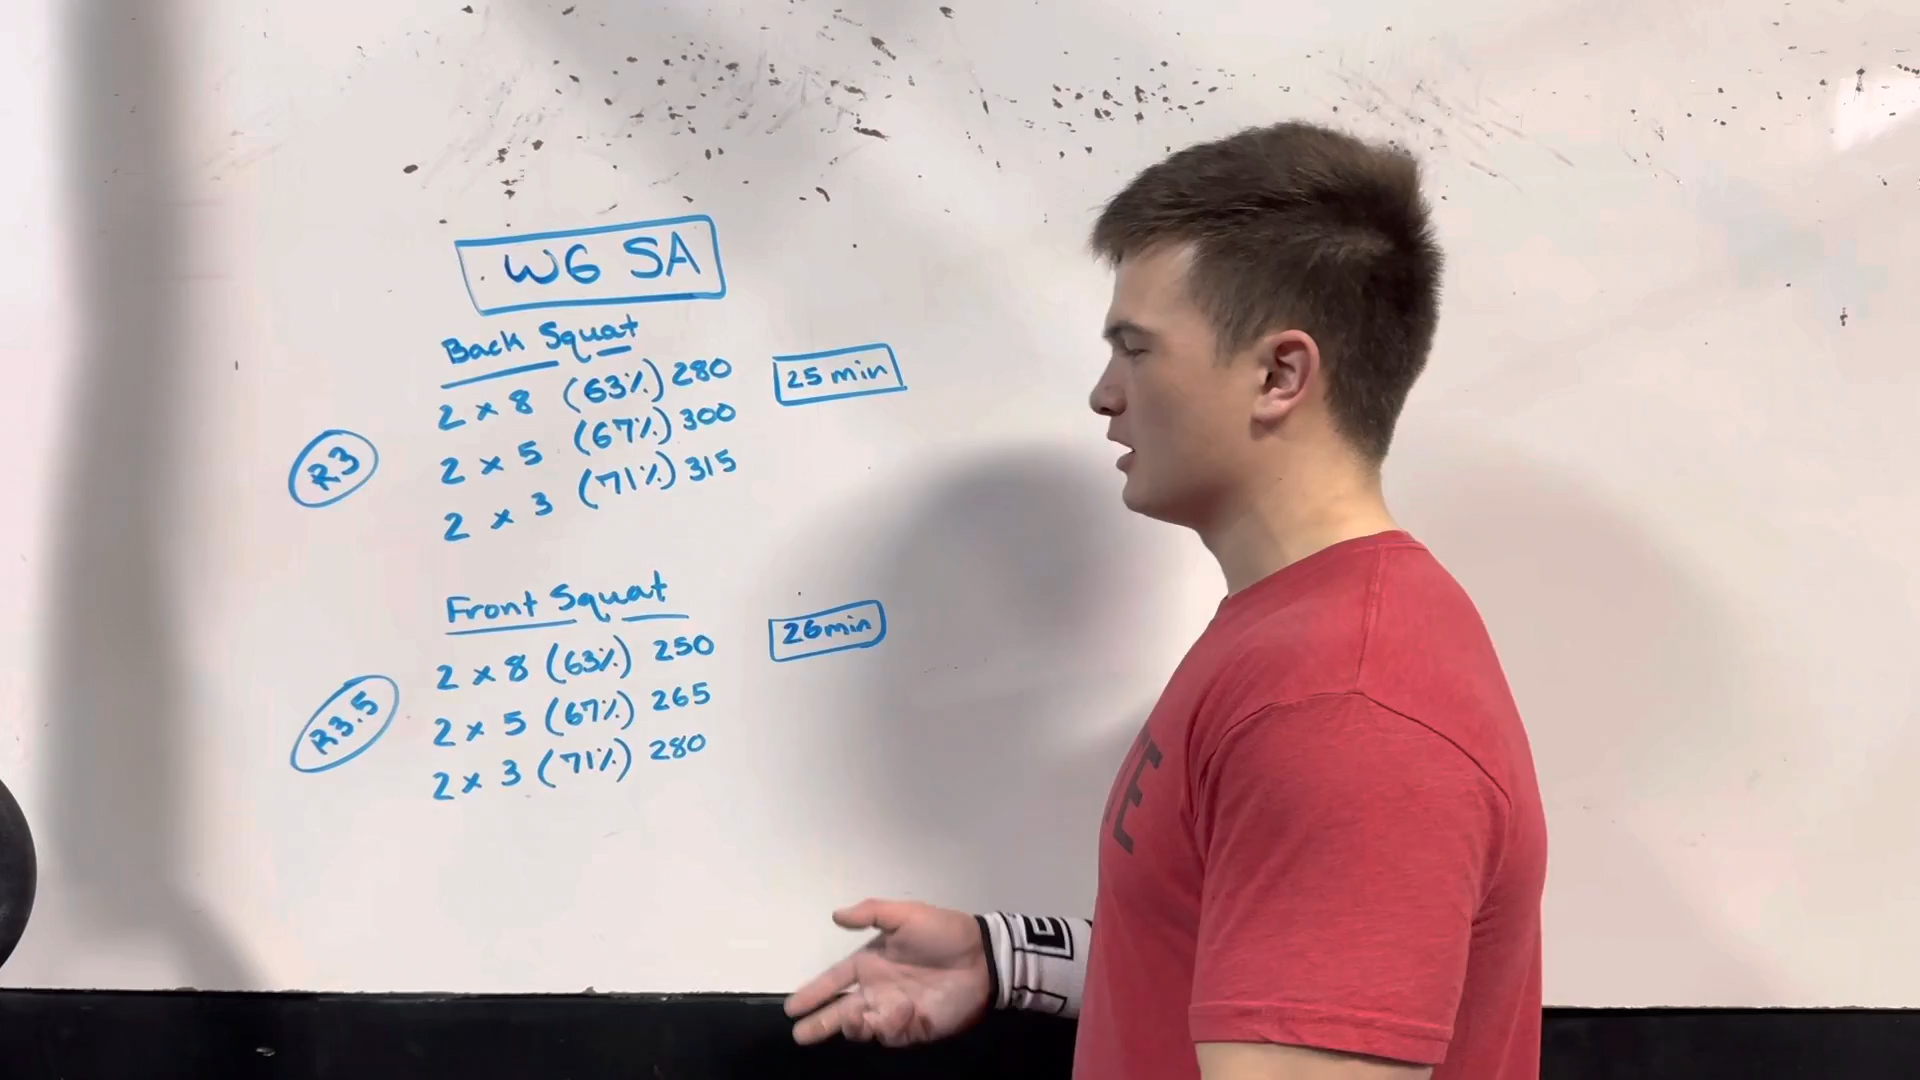 W6 SA
Back Squat
25 min
2 x 8 (63%) 280
2 x 5 (67%) 300
R3
2 x 3 (71%) 315
Front Squat
26min
2 x 8 (63%) 250
2 x 5 (67%) 265
R3.5
2 x 3 (71%) 280